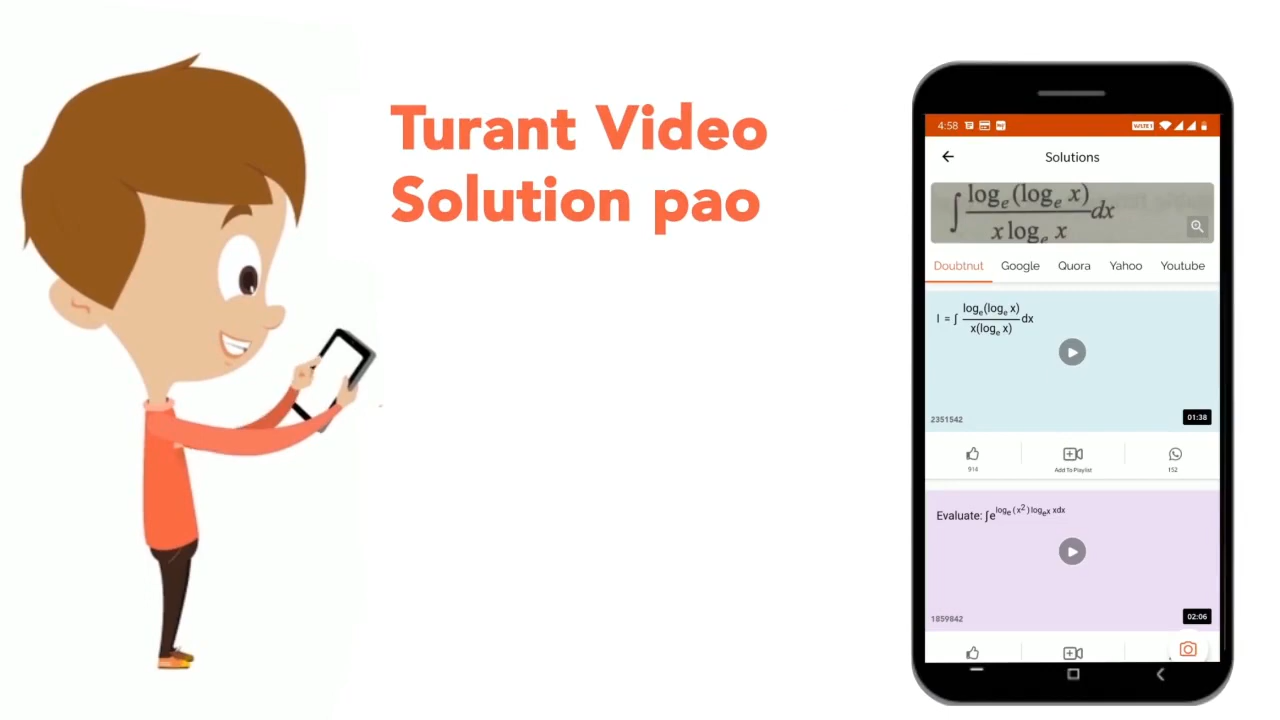 Turant Video
Solution pao
4:58
VoLTE1
Solutions
∫ logₑ(logₑ x) / x logₑ x dx
Doubtnut Google Quora Yahoo Youtube
I = ∫ logₑ(logₑ x) / x(logₑ x) dx
2351542 01:38
914 Add To Playlist 152
Evaluate: ∫e^logₑ(x²)logₑx xdx
1859842 02:06